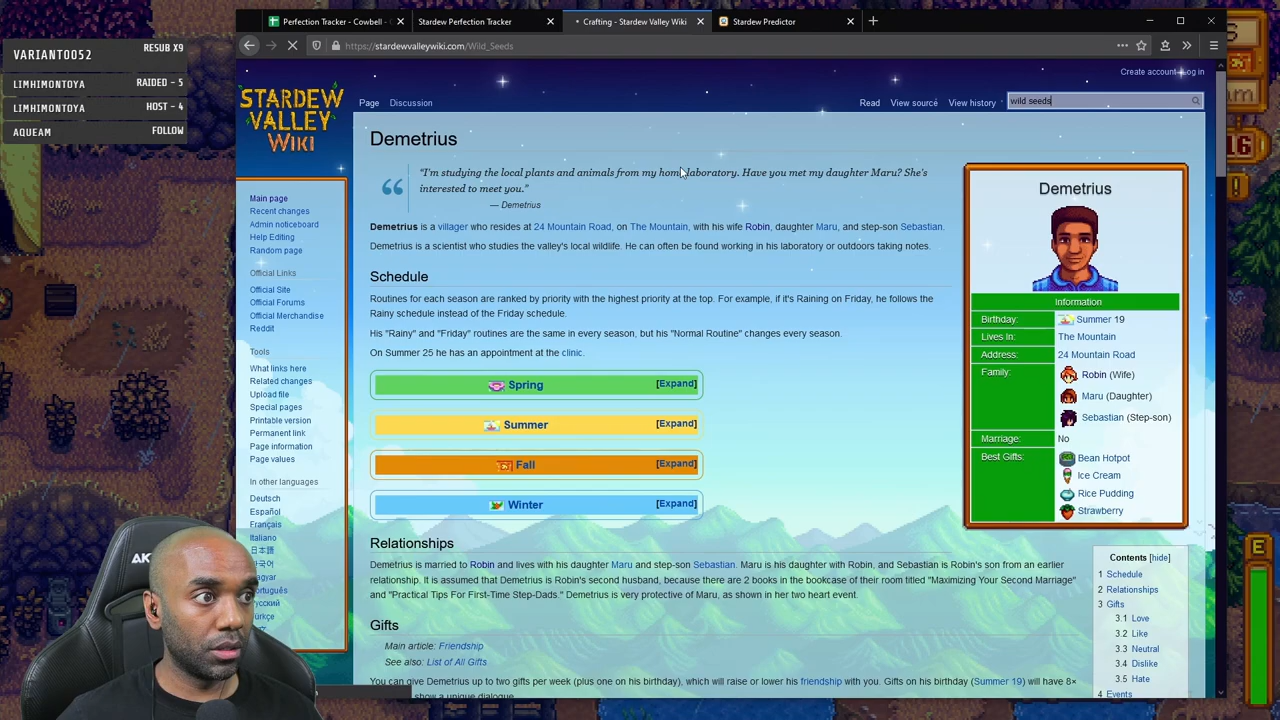 VARIANT0052 RESUB X9
LIMHIMONTOYA RAIDED - 5
LIMHIMONTOYA HOST - 4
AQUEAM FOLLOW
Perfection Tracker - Cowbell - Stardew Perfection Tracker Crafting - Stardew Valley Wiki Stardew Predictor
https://stardewvalleywiki.com/Wild_Seeds
Create account Log in
STARDEW VALLEY WIKI
Page Discussion Read View source View history wild seeds
Main page
Recent changes
Admin noticeboard
Help Editing
Random page
Official Links
Official Site
Official Forums
Official Merchandise
Reddit
Tools
What links here
Related changes
Upload file
Special pages
Printable version
Permanent link
Page information
Page values
In other languages
Deutsch
Español
Français
Italiano
日本語
한국어
Magyar
Português
Русский
Türkçe
Demetrius
“I'm studying the local plants and animals from my home laboratory. Have you met my daughter Maru? She's
interested to meet you.”
— Demetrius
Demetrius is a villager who resides at 24 Mountain Road, on The Mountain, with his wife Robin, daughter Maru, and step-son Sebastian.
Demetrius is a scientist who studies the valley's local wildlife. He can often be found working in his laboratory or outdoors taking notes.
Schedule
Routines for each season are ranked by priority with the highest priority at the top. For example, if it's Raining on Friday, he follows the
Rainy schedule instead of the Friday schedule.
His "Rainy" and "Friday" routines are the same in every season, but his "Normal Routine" changes every season.
On Summer 25 he has an appointment at the clinic.
Spring [Expand]
Summer [Expand]
Fall [Expand]
Winter [Expand]
Relationships
Demetrius is married to Robin and lives with his daughter Maru and step-son Sebastian. Maru is his daughter with Robin, and Sebastian is Robin's son from an earlier
relationship. It is assumed that Demetrius is Robin's second husband, because there are 2 books in the bookcase of their room titled "Maximizing Your Second Marriage"
and "Practical Tips For First-Time Step-Dads." Demetrius is very protective of Maru, as shown in her two heart event.
Gifts
Main article: Friendship
See also: List of All Gifts
You can give Demetrius up to two gifts per week (plus one on his birthday), which will raise or lower his friendship with you. Gifts on his birthday (Summer 19) will have 8×
show a unique dialogue.
Demetrius
Information
Birthday: Summer 19
Lives In: The Mountain
Address: 24 Mountain Road
Family: Robin (Wife)
Maru (Daughter)
Sebastian (Step-son)
Marriage: No
Best Gifts: Bean Hotpot
Ice Cream
Rice Pudding
Strawberry
Contents [hide]
1 Schedule
2 Relationships
3 Gifts
3.1 Love
3.2 Like
3.3 Neutral
3.4 Dislike
3.5 Hate
4 Events
AK
16
E